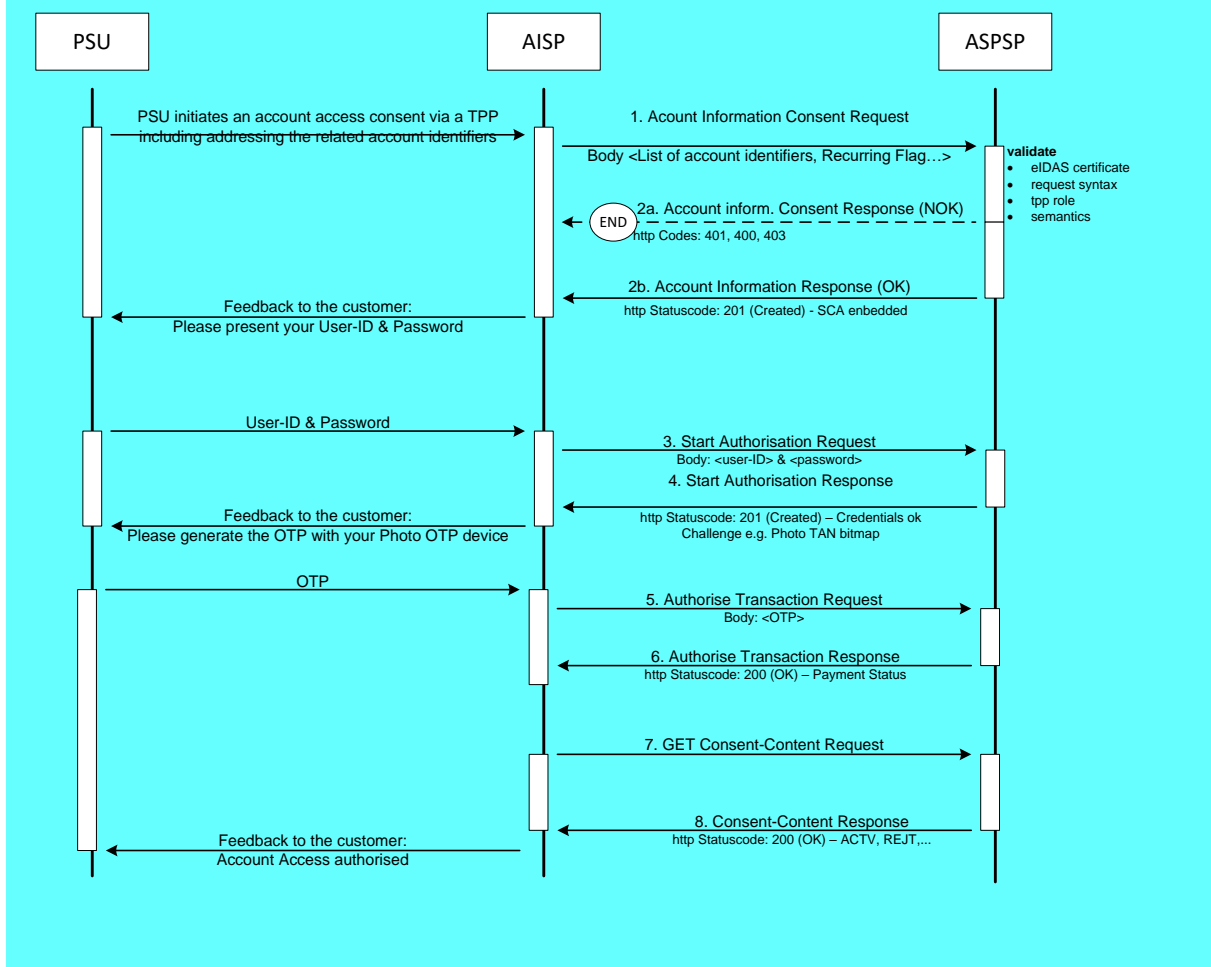 PSU
AISP
ASPSP
PSU initiates an account access consent via a TPP
including addressing the related account identifiers
1. Acount Information Consent Request
Body <List of account identifiers, Recurring Flag…>
validate
• eIDAS certificate
• request syntax
• tpp role
• semantics
2a. Account inform. Consent Response (NOK)
END
http Codes: 401, 400, 403
2b. Account Information Response (OK)
http Statuscode: 201 (Created) - SCA enbedded
Feedback to the customer:
Please present your User-ID & Password
User-ID & Password
3. Start Authorisation Request
Body: <user-ID> & <password>
4. Start Authorisation Response
http Statuscode: 201 (Created) – Credentials ok
Challenge e.g. Photo TAN bitmap
Feedback to the customer:
Please generate the OTP with your Photo OTP device
OTP
5. Authorise Transaction Request
Body: <OTP>
6. Authorise Transaction Response
http Statuscode: 200 (OK) – Payment Status
7. GET Consent-Content Request
8. Consent-Content Response
http Statuscode: 200 (OK) – ACTV, REJT,...
Feedback to the customer:
Account Access authorised